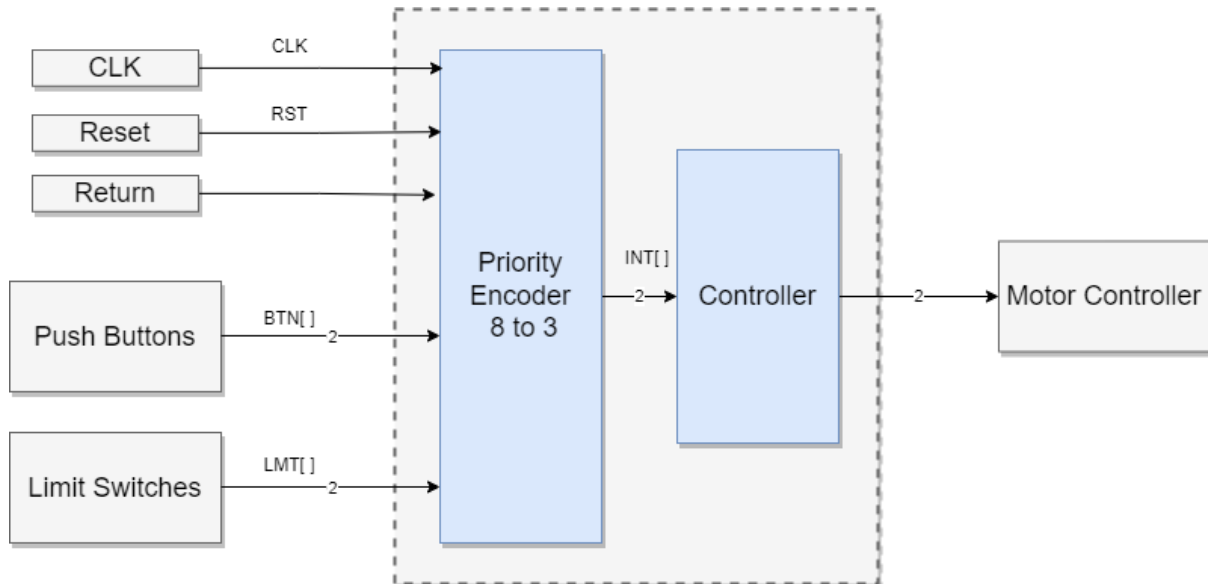 CLK
CLK
Reset
RST
Return
Push Buttons
BTN[ ]
2
Limit Switches
LMT[ ]
2
Priority
Encoder
8 to 3
INT[ ]
2
Controller
2
Motor Controller